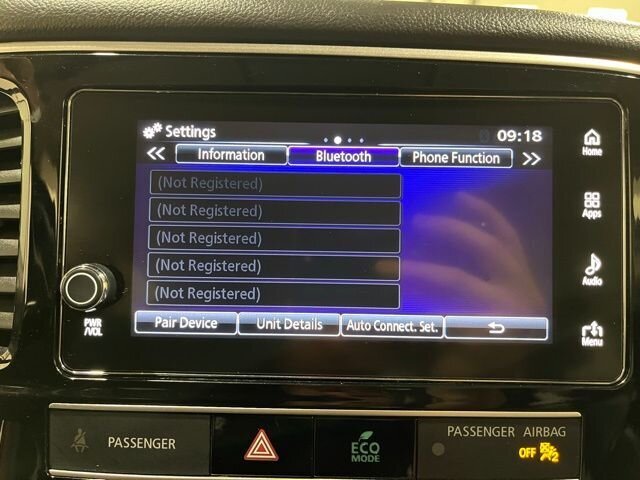 Settings
09:18
Information
Bluetooth
Phone Function
(Not Registered)
(Not Registered)
(Not Registered)
(Not Registered)
(Not Registered)
Pair Device
Unit Details
Auto Connect. Set.
Home
Apps
Audio
Menu
PWR
/VOL
PASSENGER
ECO
MODE
PASSENGER AIRBAG
OFF 2